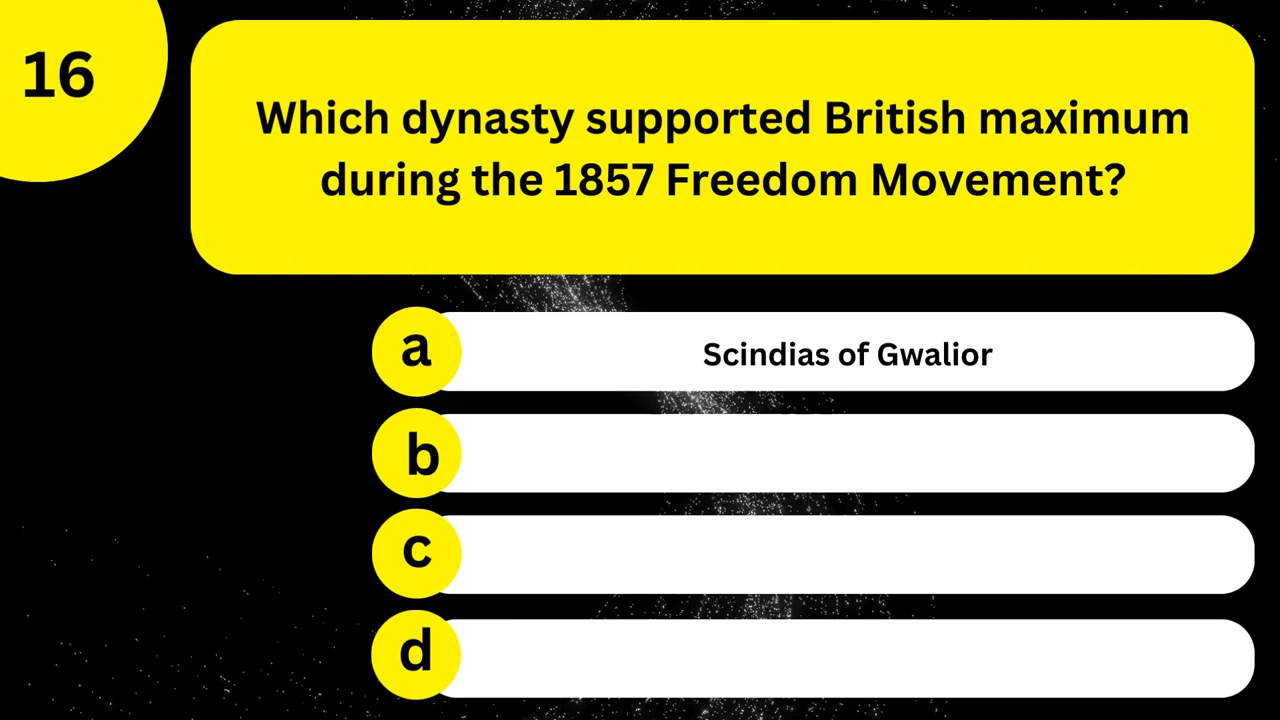 16
Which dynasty supported British maximum
during the 1857 Freedom Movement?
a
Scindias of Gwalior
b
c
d